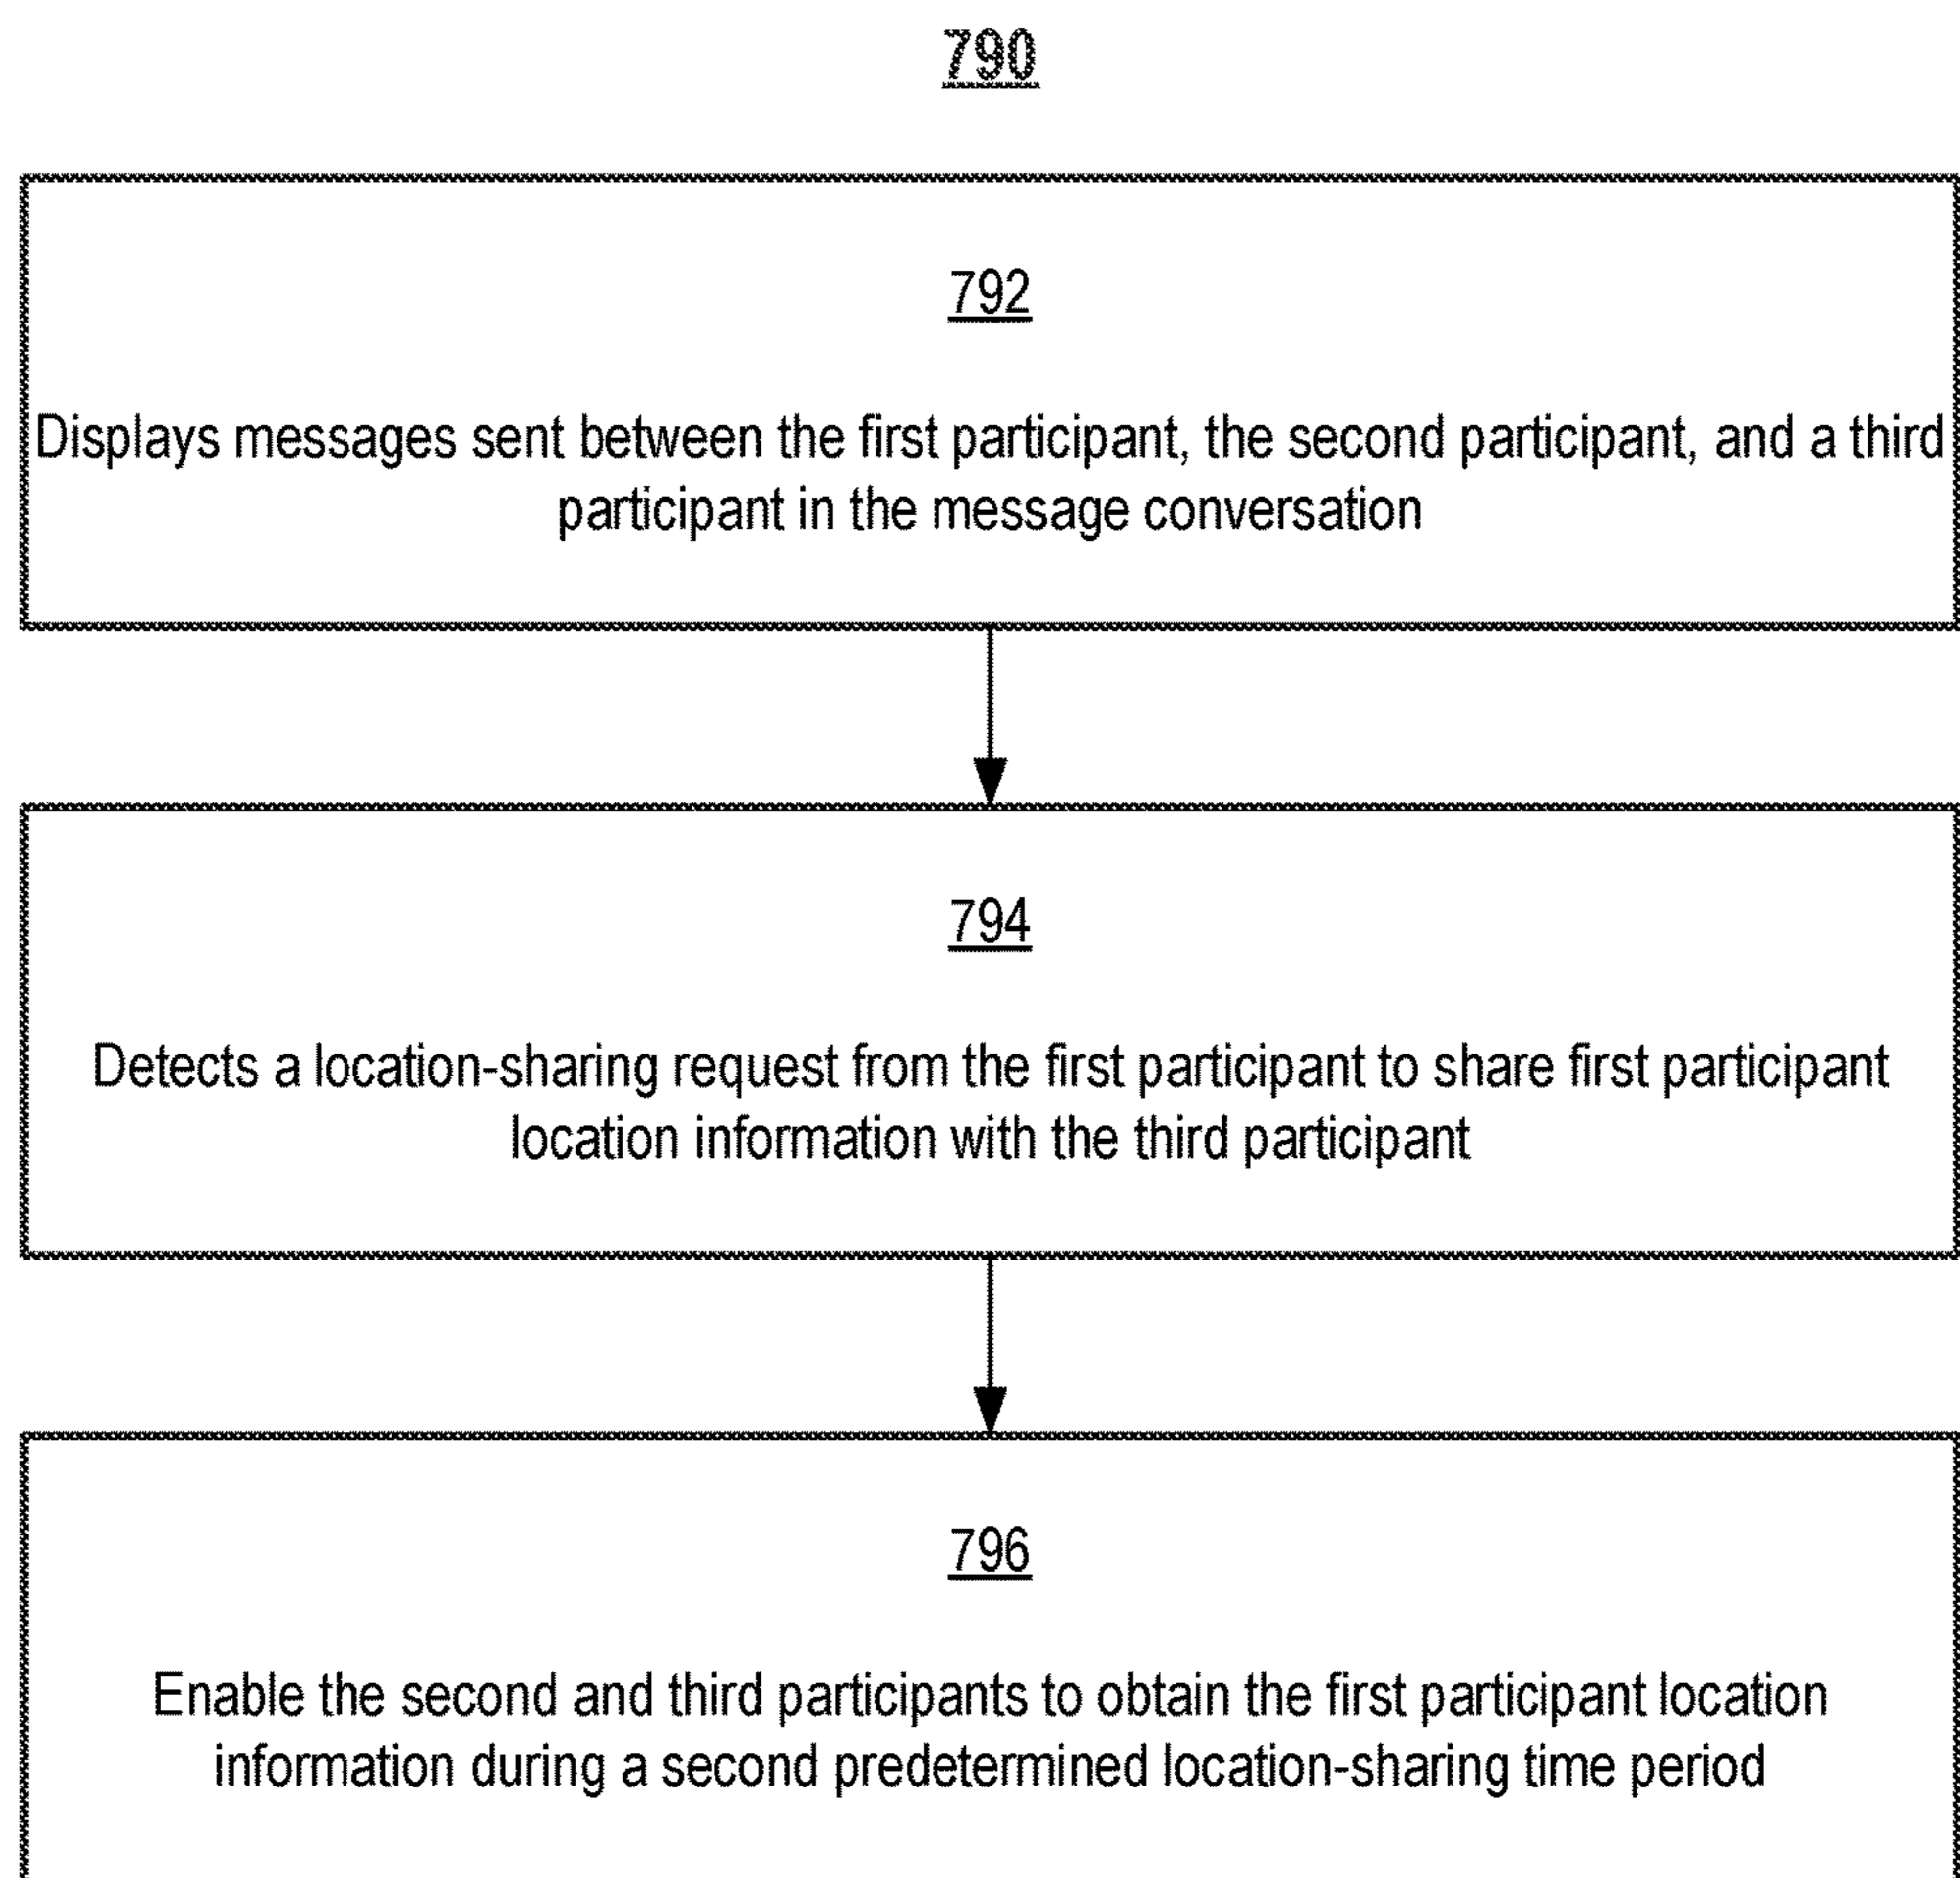 790
792
Displays messages sent between the first participant, the second participant, and a third
participant in the message conversation
794
Detects a location-sharing request from the first participant to share first participant
location information with the third participant
796
Enable the second and third participants to obtain the first participant location
information during a second predetermined location-sharing time period